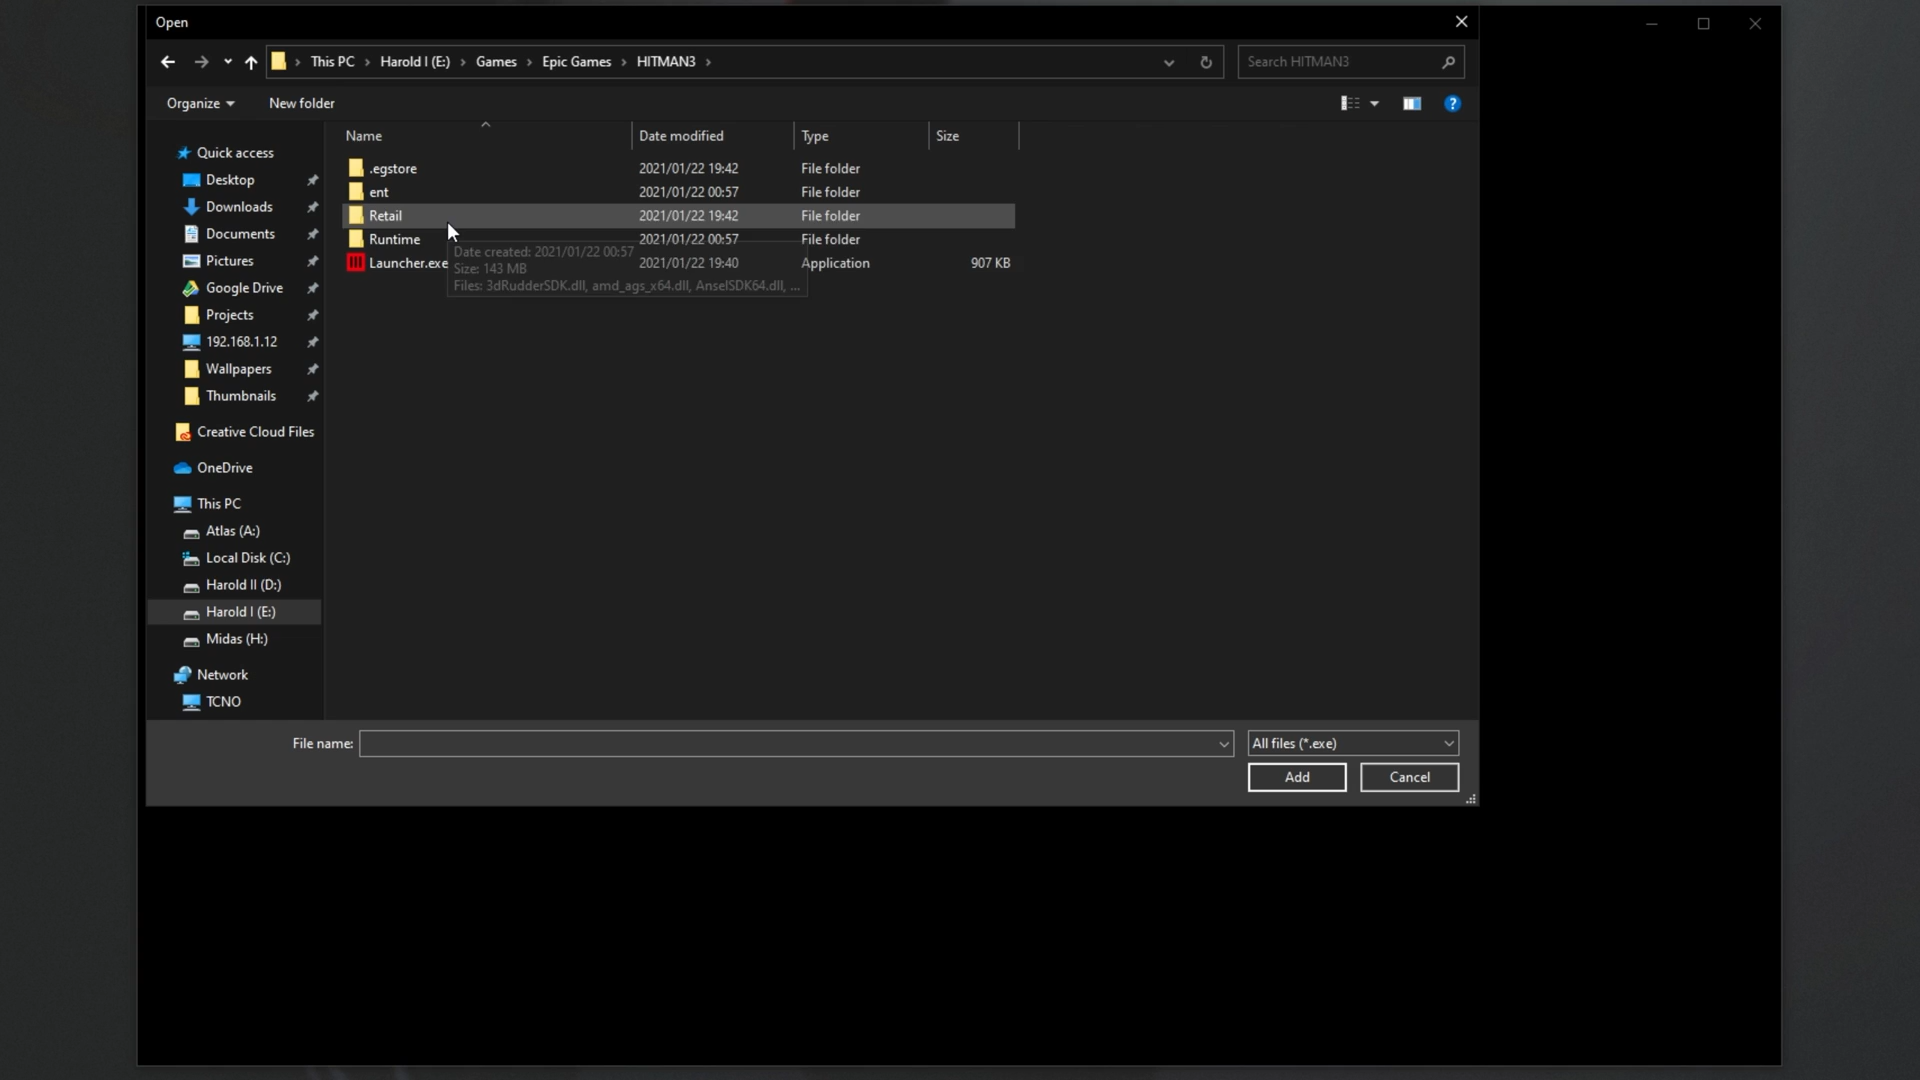 Open
This PC > Harold I (E:) > Games > Epic Games > HITMAN3 >
Search HITMAN3
Organize
New folder
Name
Date modified
Type
Size
.egstore 2021/01/22 19:42 File folder
ent 2021/01/22 00:57 File folder
Retail 2021/01/22 19:42 File folder
Runtime 2021/01/22 00:57 File folder
Launcher.exe 2021/01/22 19:40 Application 907 KB
Date created: 2021/01/22 00:57
Size: 143 MB
Files: 3dRudderSDK.dll, amd_ags_x64.dll, AnselSDK64.dll, ...
Quick access
Desktop
Downloads
Documents
Pictures
Google Drive
Projects
192.168.1.12
Wallpapers
Thumbnails
Creative Cloud Files
OneDrive
This PC
Atlas (A:)
Local Disk (C:)
Harold II (D:)
Harold I (E:)
Midas (H:)
Network
TCNO
File name:
All files (*.exe)
Add
Cancel